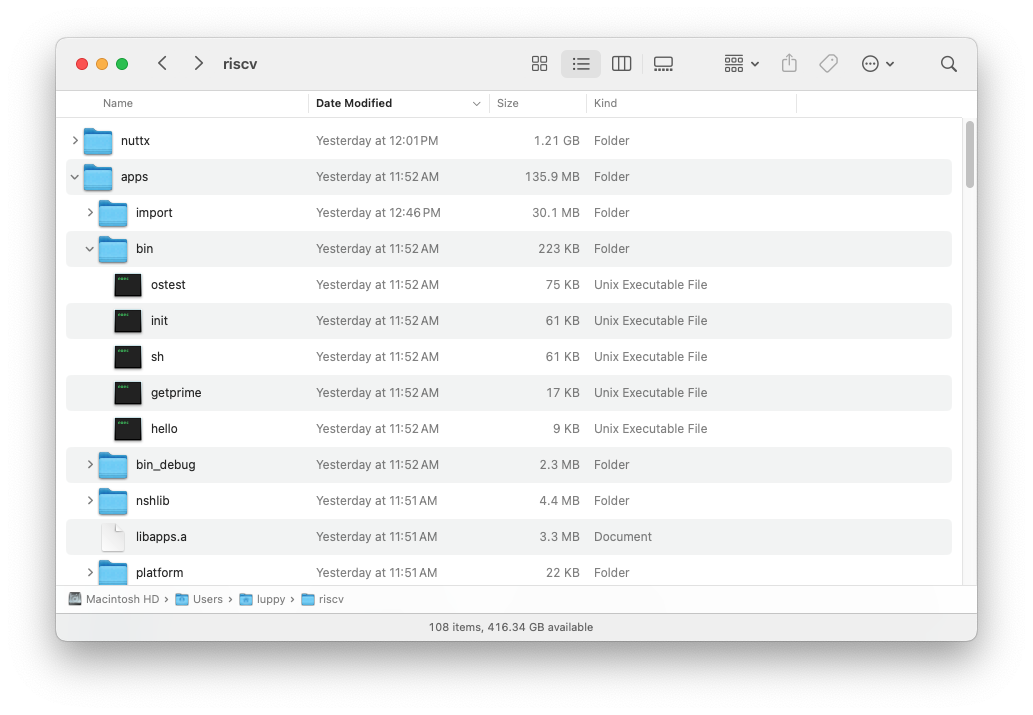 riscv
Name Date Modified Size Kind
nuttx Yesterday at 12:01 PM 1.21 GB Folder
apps Yesterday at 11:52 AM 135.9 MB Folder
import Yesterday at 12:46 PM 30.1 MB Folder
bin Yesterday at 11:52 AM 223 KB Folder
ostest Yesterday at 11:52 AM 75 KB Unix Executable File
init Yesterday at 11:52 AM 61 KB Unix Executable File
sh Yesterday at 11:52 AM 61 KB Unix Executable File
getprime Yesterday at 11:52 AM 17 KB Unix Executable File
hello Yesterday at 11:52 AM 9 KB Unix Executable File
bin_debug Yesterday at 11:52 AM 2.3 MB Folder
nshlib Yesterday at 11:51 AM 4.4 MB Folder
libapps.a Yesterday at 11:51 AM 3.3 MB Document
platform Yesterday at 11:51 AM 22 KB Folder
Macintosh HD › Users › luppy › riscv
108 items, 416.34 GB available